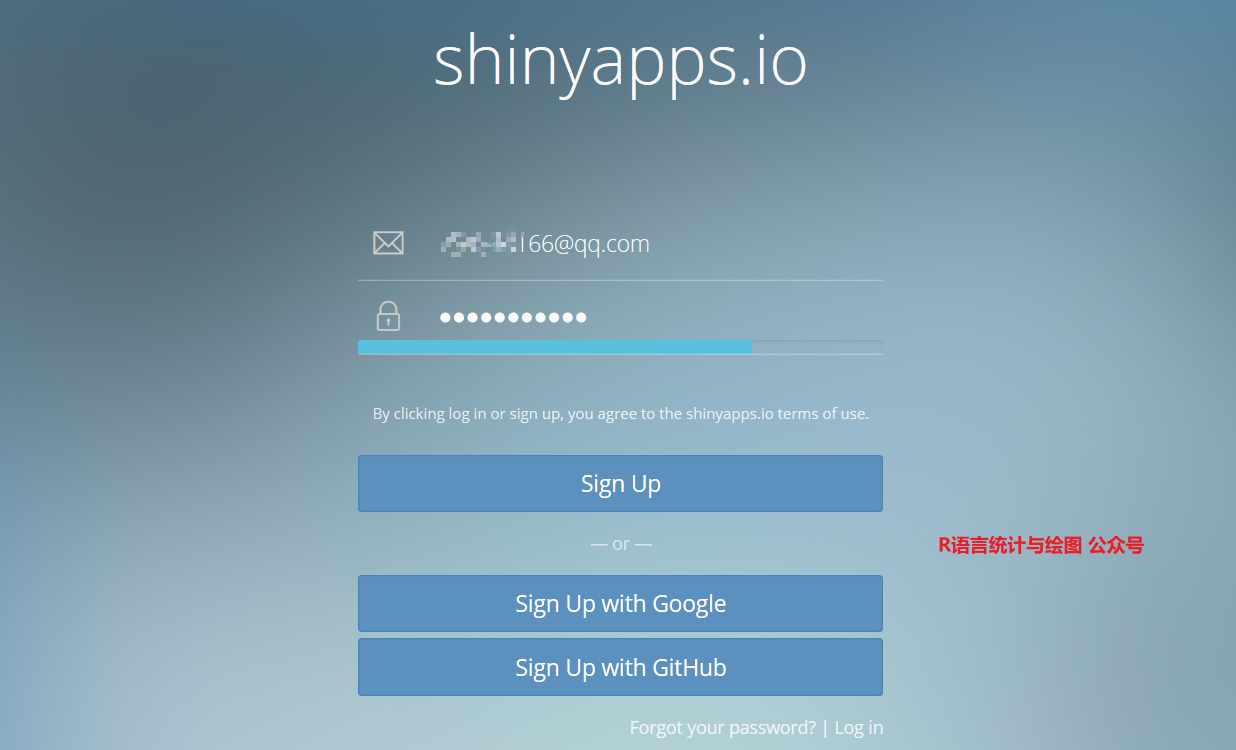 shinyapps.io
166@qq.com
By clicking log in or sign up, you agree to the shinyapps.io terms of use.
Sign Up
— or —
R语言统计与绘图 公众号
Sign Up with Google
Sign Up with GitHub
Forgot your password? | Log in